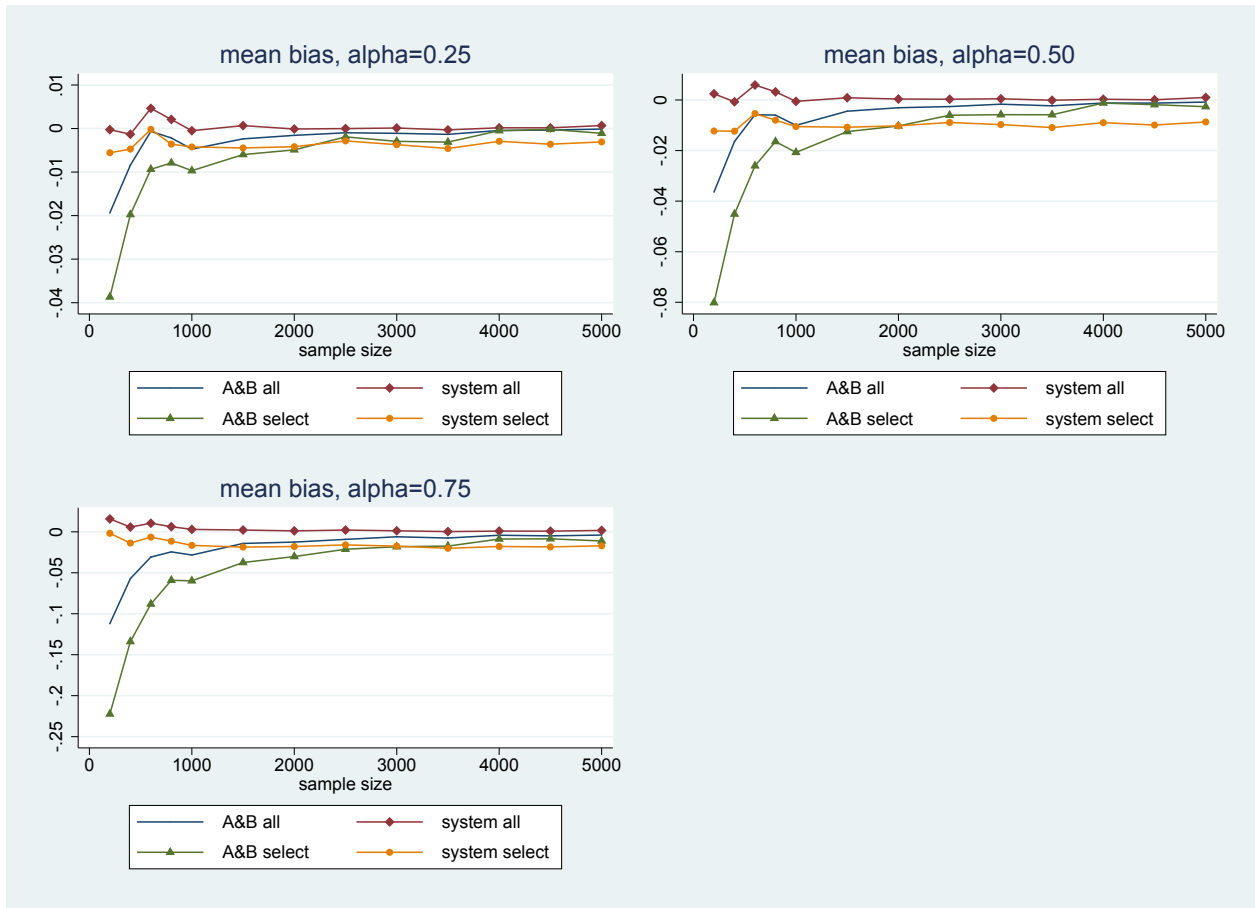 mean bias, alpha=0.25
.01
0
-.01
-.02
-.03
-.04
0 1000 2000 3000 4000 5000
sample size
A&B all system all
A&B select system select
mean bias, alpha=0.50
0
-.02
-.04
-.06
-.08
0 1000 2000 3000 4000 5000
sample size
A&B all system all
A&B select system select
mean bias, alpha=0.75
0
-.05
-.1
-.15
-.2
-.25
0 1000 2000 3000 4000 5000
sample size
A&B all system all
A&B select system select